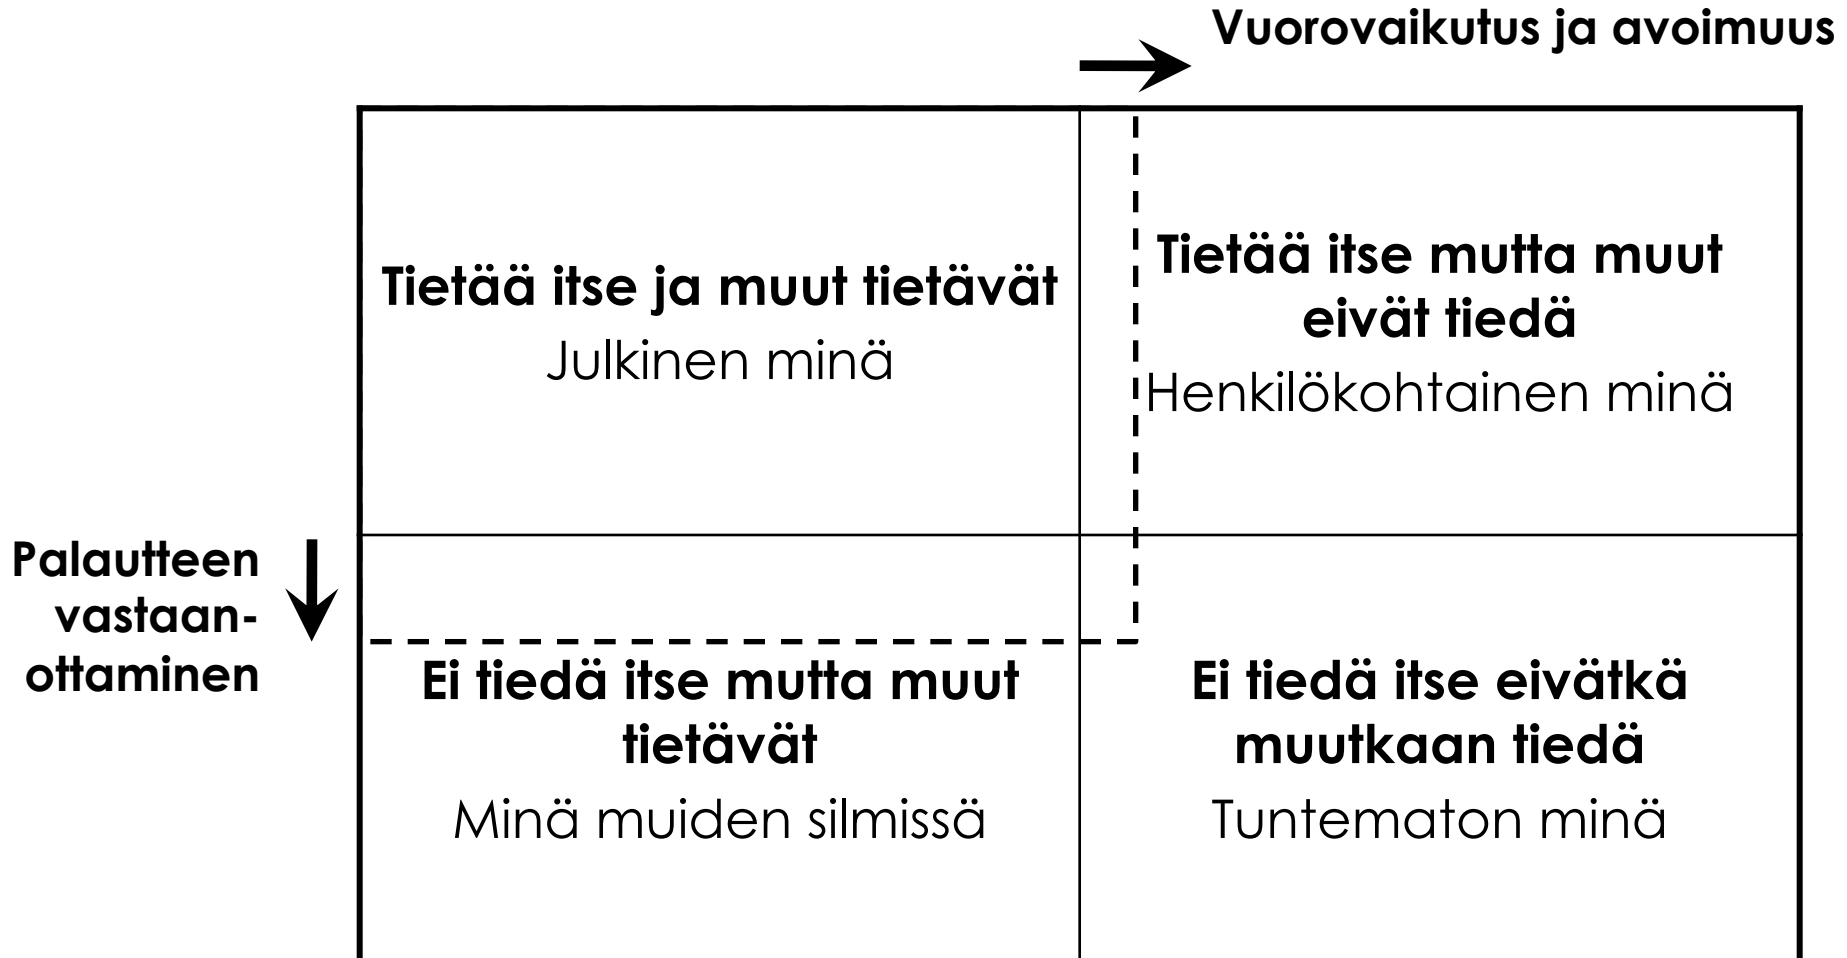 Vuorovaikutus ja avoimuus
Tietää itse ja muut tietävät
Julkinen minä
Tietää itse mutta muut
eivät tiedä
Henkilökohtainen minä
Palautteen
vastaan-
ottaminen
Ei tiedä itse mutta muut
tietävät
Minä muiden silmissä
Ei tiedä itse eivätkä
muutkaan tiedä
Tuntematon minä